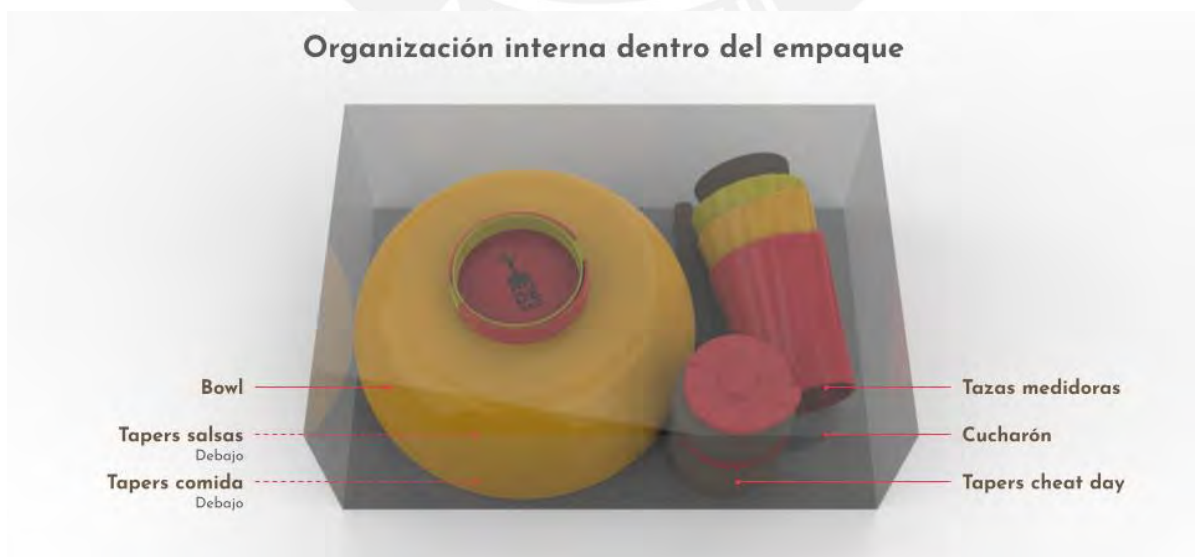 Organización interna dentro del empaque
Bowl
Tapers salsas
Debajo
Tapers comida
Debajo
Tazas medidoras
Cucharón
Tapers cheat day